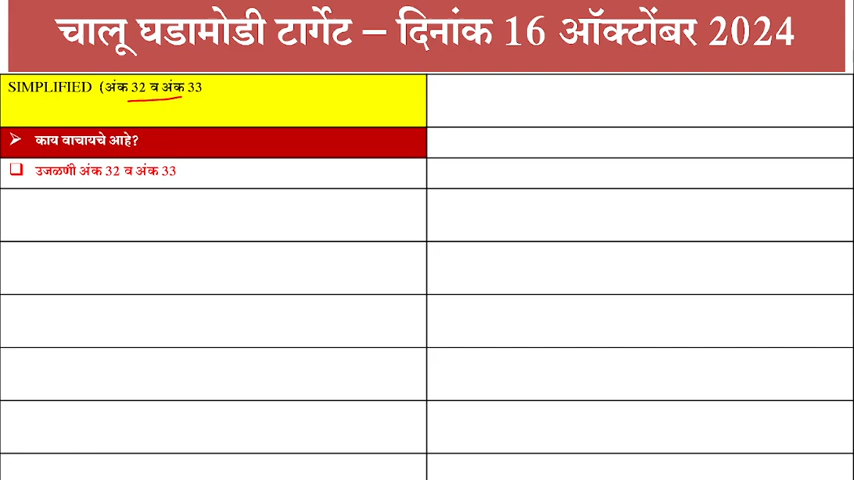 चालू घडामोडी टार्गेट – दिनांक 16 ऑक्टोंबर 2024
SIMPLIFIED (अंक 32 व अंक 33
काय वाचायचे आहे?
उजळणी अंक 32 व अंक 33